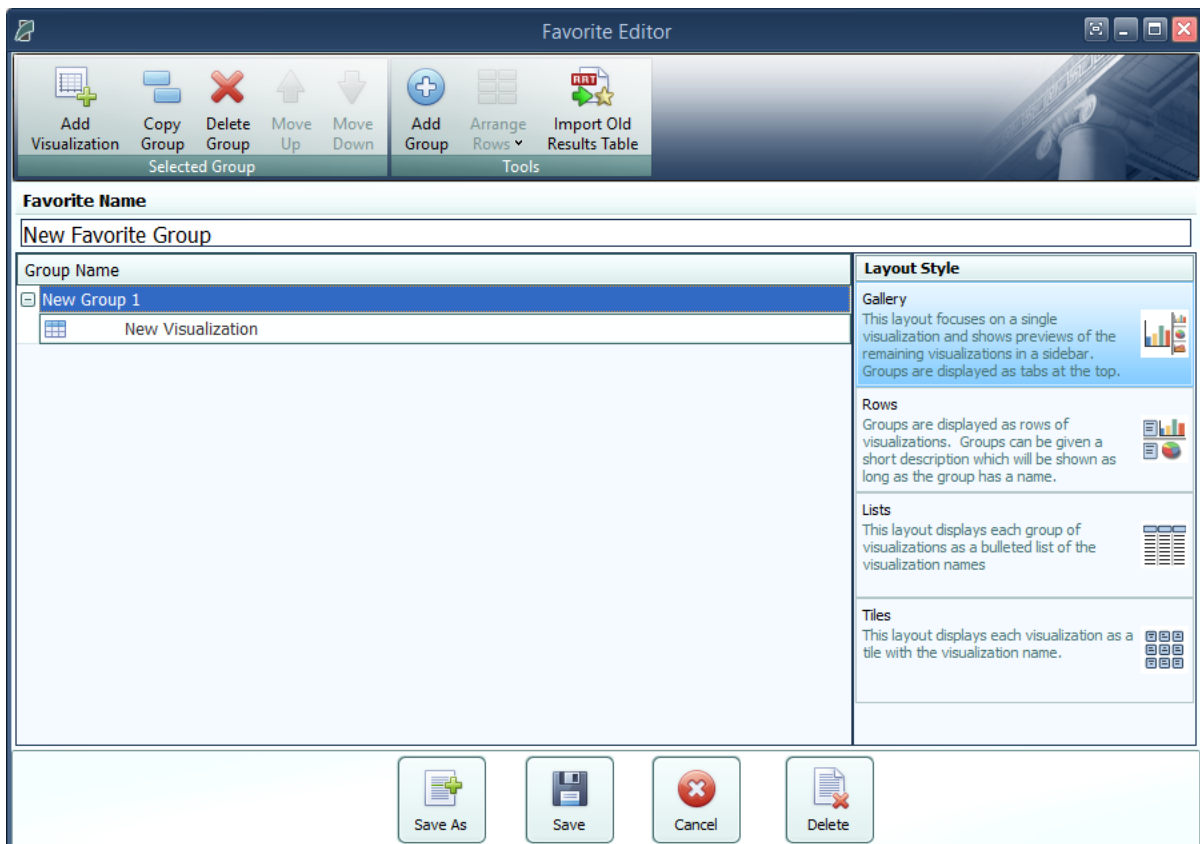 Favorite Editor
Add Visualization
Copy Group
Delete Group
Move Up
Move Down
Selected Group
Add Group
Arrange Rows
ART
Import Old Results Table
Tools
Favorite Name
New Favorite Group
Group Name
New Group 1
New Visualization
Layout Style
Gallery
This layout focuses on a single
visualization and shows previews of the
remaining visualizations in a sidebar.
Groups are displayed as tabs at the top.
Rows
Groups are displayed as rows of
visualizations. Groups can be given a
short description which will be shown as
long as the group has a name.
Lists
This layout displays each group of
visualizations as a bulleted list of the
visualization names
Tiles
This layout displays each visualization as a
tile with the visualization name.
Save As
Save
Cancel
Delete